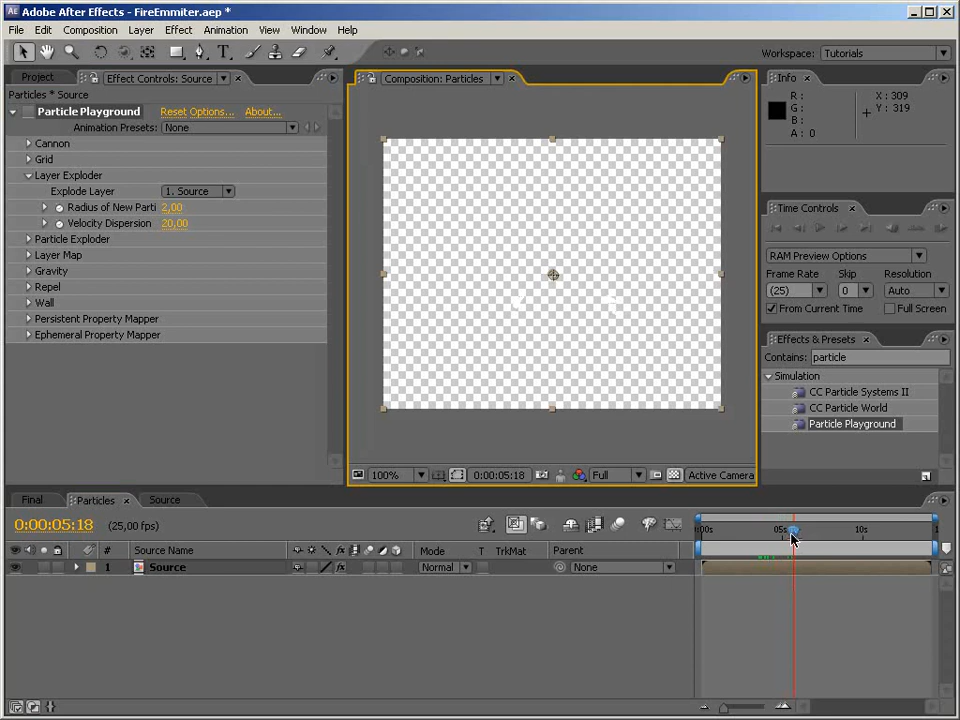 Adobe After Effects - FireEmmiter.aep *
File Edit Composition Layer Effect Animation View Window Help
Workspace: Tutorials
Project Effect Controls: Source
Composition: Particles
Info
Particles * Source
Particle Playground Reset Options... About...
Animation Presets: None
Cannon
Grid
Layer Exploder
Explode Layer 1. Source
Radius of New Parti 2,00
Velocity Dispersion 20,00
Particle Exploder
Layer Map
Gravity
Repel
Wall
Persistent Property Mapper
Ephemeral Property Mapper
R :
G :
B :
A : 0
X : 309
Y : 319
Time Controls
RAM Preview Options
Frame Rate Skip Resolution
(25) 0 Auto
From Current Time Full Screen
Effects & Presets
Contains: particle
Simulation
CC Particle Systems II
CC Particle World
Particle Playground
100% 0:00:05:18 Full Active Camera
Final Particles Source
0:00:05:18 (25,00 fps)
:00s 05s 10s 1
# Source Name Mode T TrkMat Parent
1 Source Normal None